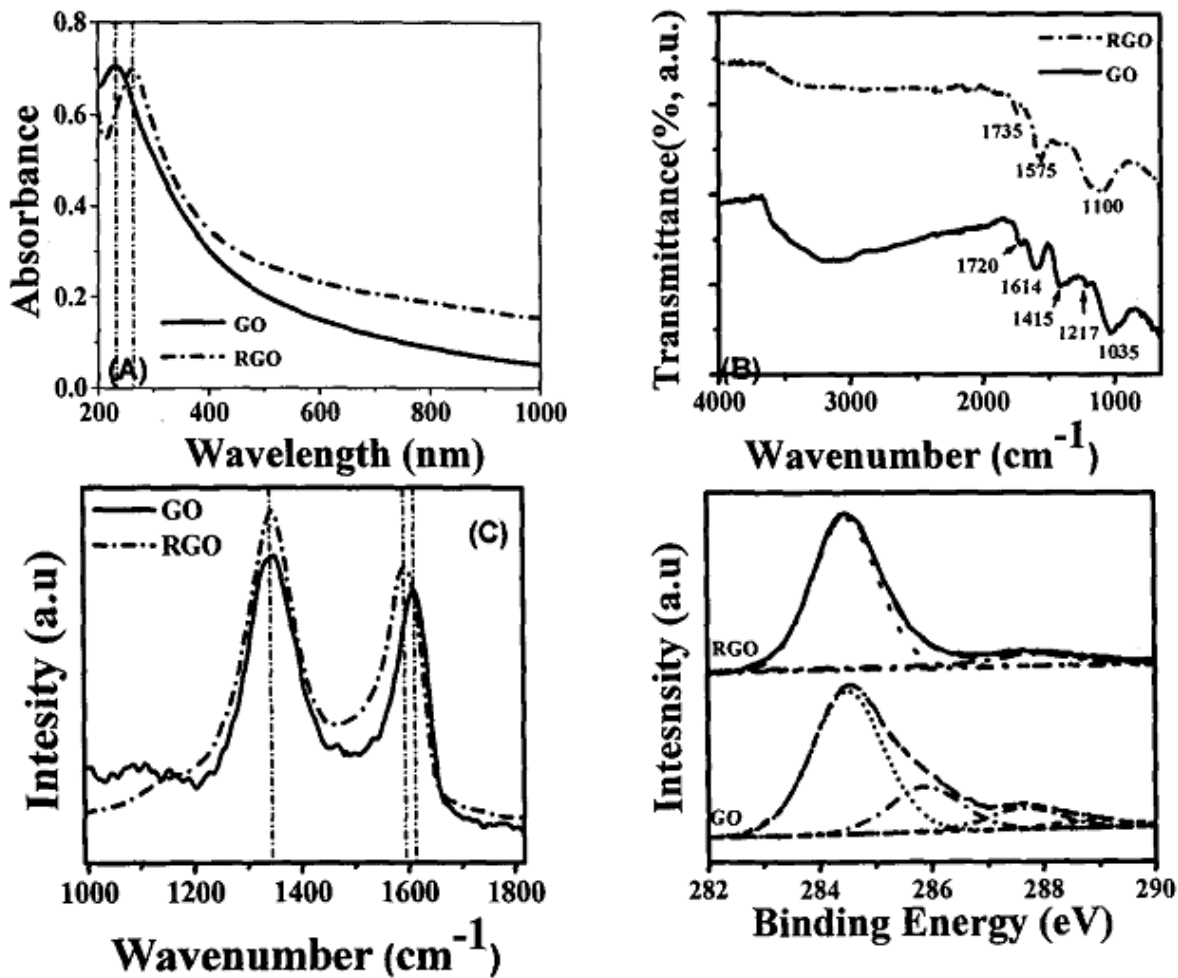 0.8
0.6
0.4
0.2
0.0
Absorbance
GO
RGO
(A)
200 400 600 800 1000
Wavelength (nm)
Transmittance(%, a.u.)
RGO
GO
1735
1575
1100
1720
1614
1415
1217
1035
(B)
4000 3000 2000 1000
Wavenumber (cm-1)
Intesity (a.u)
GO
RGO
(C)
1000 1200 1400 1600 1800
Wavenumber (cm-1)
Intesnsity (a.u
RGO
GO
282 284 286 288 290
Binding Energy (eV)